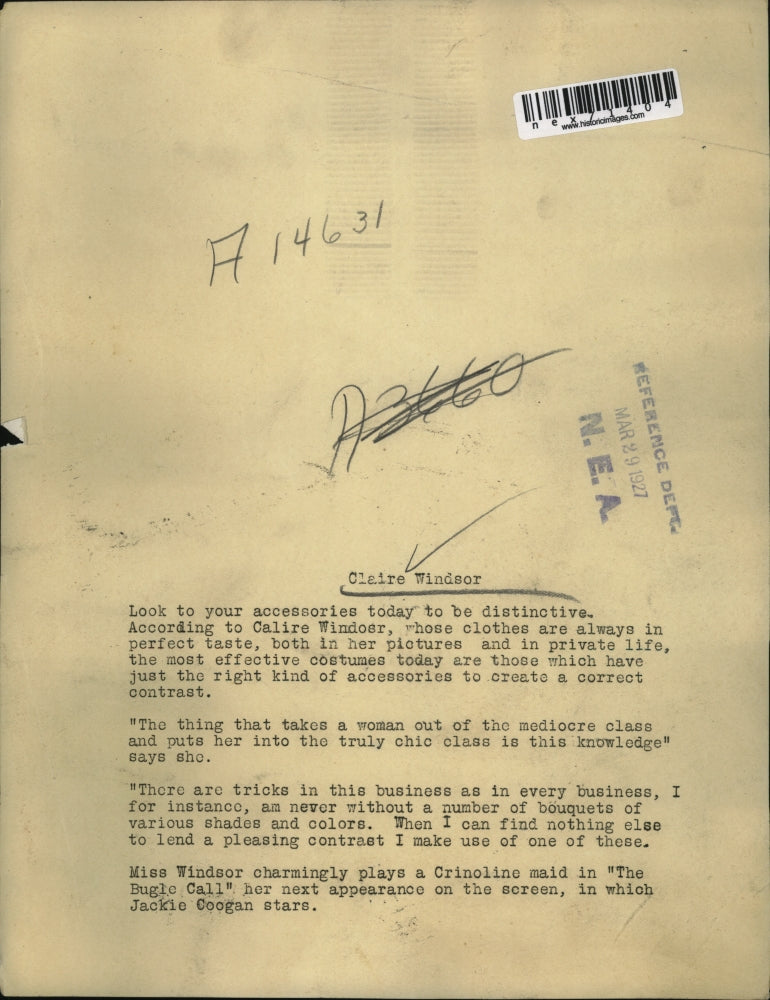 nex71404
www.historicimages.com
A 14631
A3660
REFERENCE DEPT.
MAR 29 1927
N.E.A.
Claire Windsor
Look to your accessories today to be distinctive.
According to Calire Windosr, whose clothes are always in
perfect taste, both in her pictures and in private life,
the most effective costumes today are those which have
just the right kind of accessories to create a correct
contrast.
"The thing that takes a woman out of the mediocre class
and puts her into the truly chic class is this knowledge"
says she.
"There are tricks in this business as in every business, I
for instance, am never without a number of bouquets of
various shades and colors. When I can find nothing else
to lend a pleasing contrast I make use of one of these.
Miss Windsor charmingly plays a Crinoline maid in "The
Bugle Call" her next appearance on the screen, in which
Jackie Coogan stars.